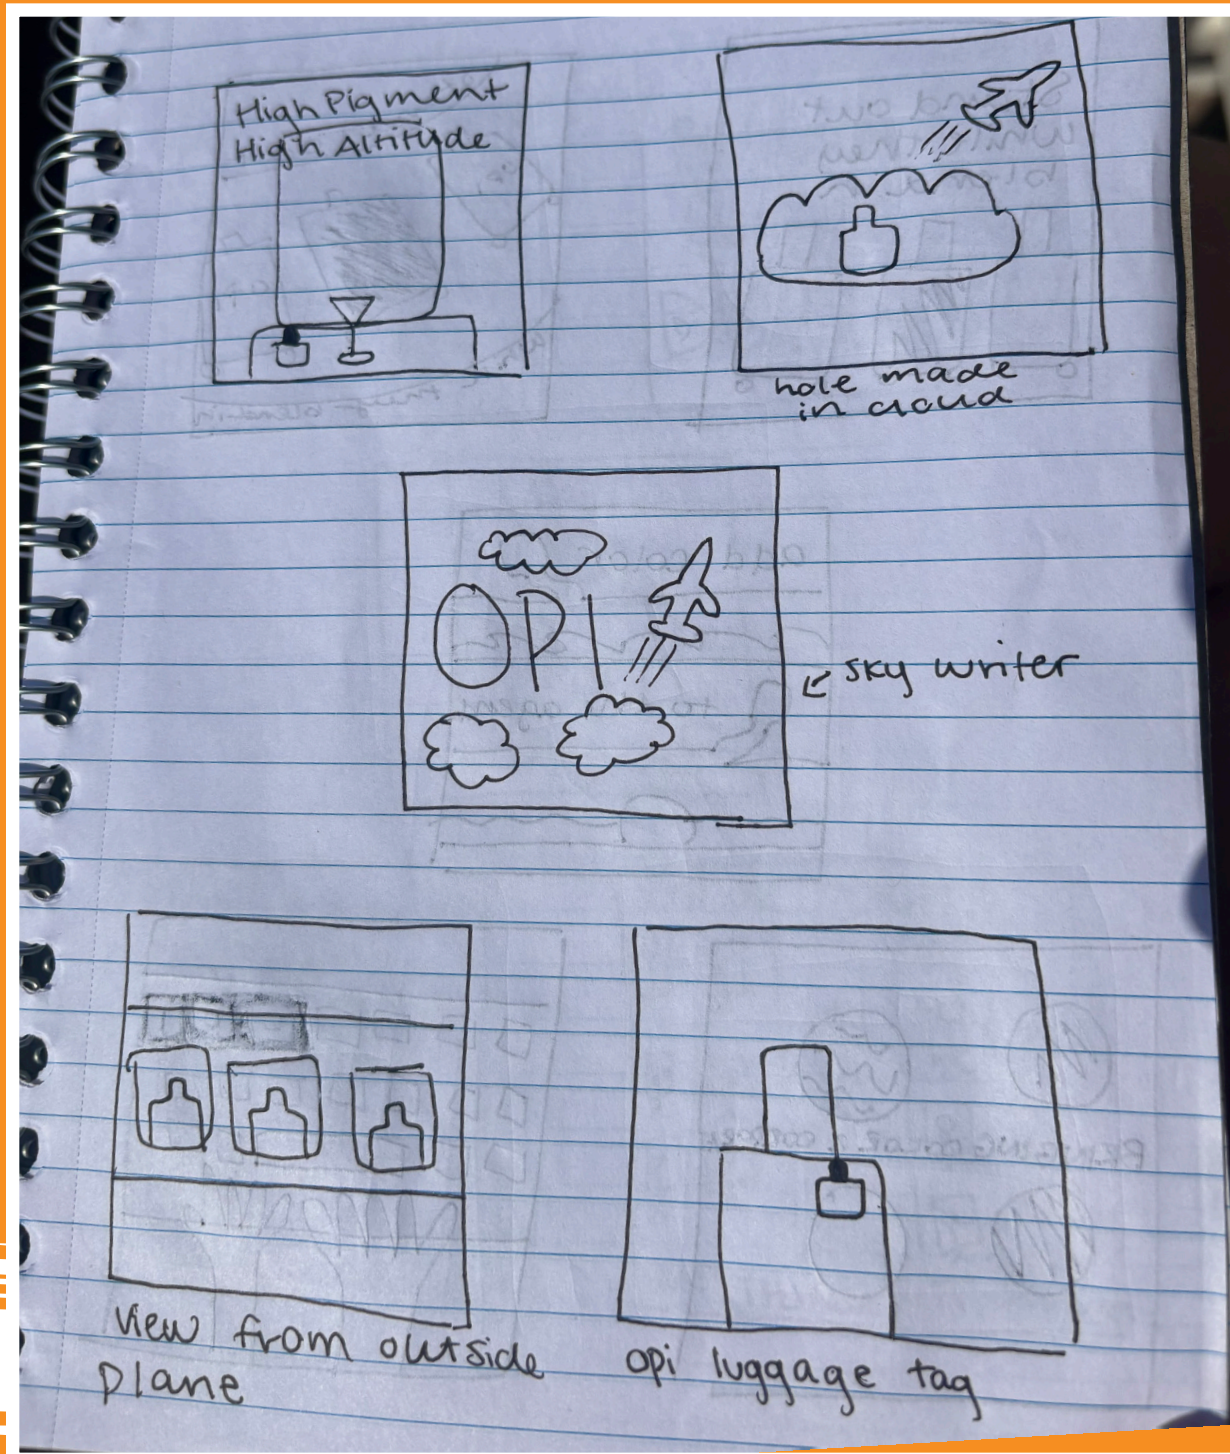 High Pigment
High Altitude
hole made
in cloud
OPI
sky writer
view from outside
plane
opi luggage tag